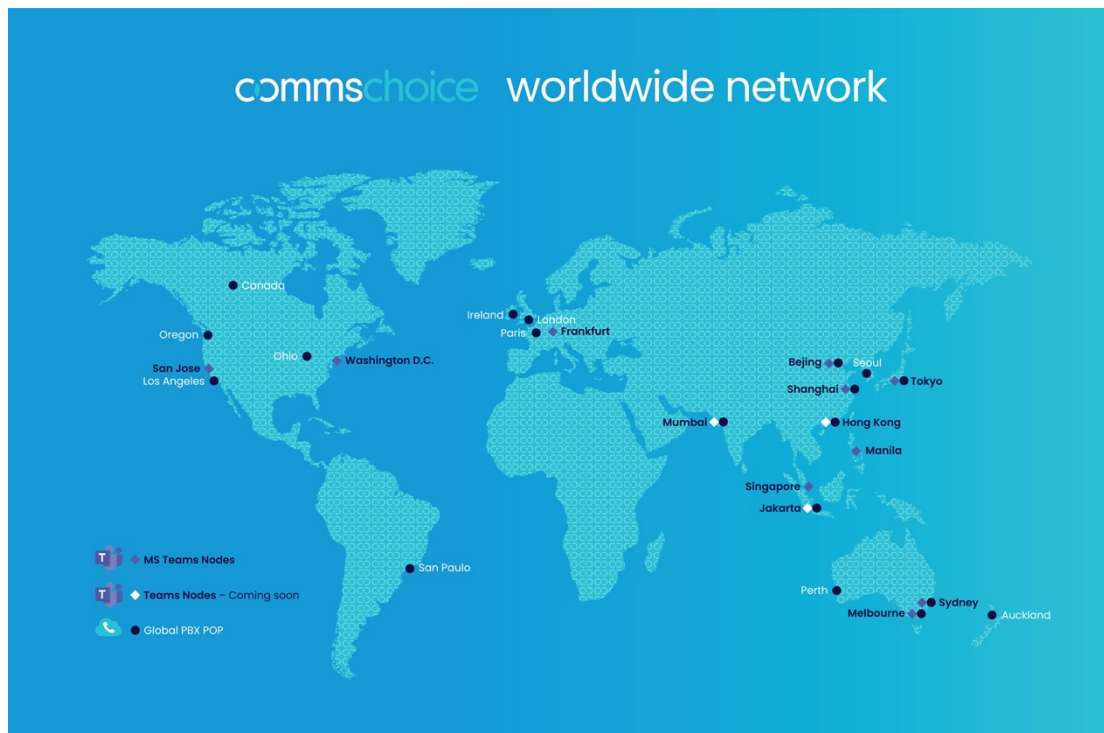 commschoice worldwide network
Canada
Ireland
London
Oregon
Paris
Frankfurt
Ohio
Washington D.C.
San Jose
Los Angeles
Bejing
Seoul
Shanghai
Tokyo
Mumbai
Hong Kong
Manila
Singapore
Jakarta
San Paulo
Perth
Sydney
Melbourne
Auckland
T MS Teams Nodes
T Teams Nodes – Coming soon
Global PBX POP